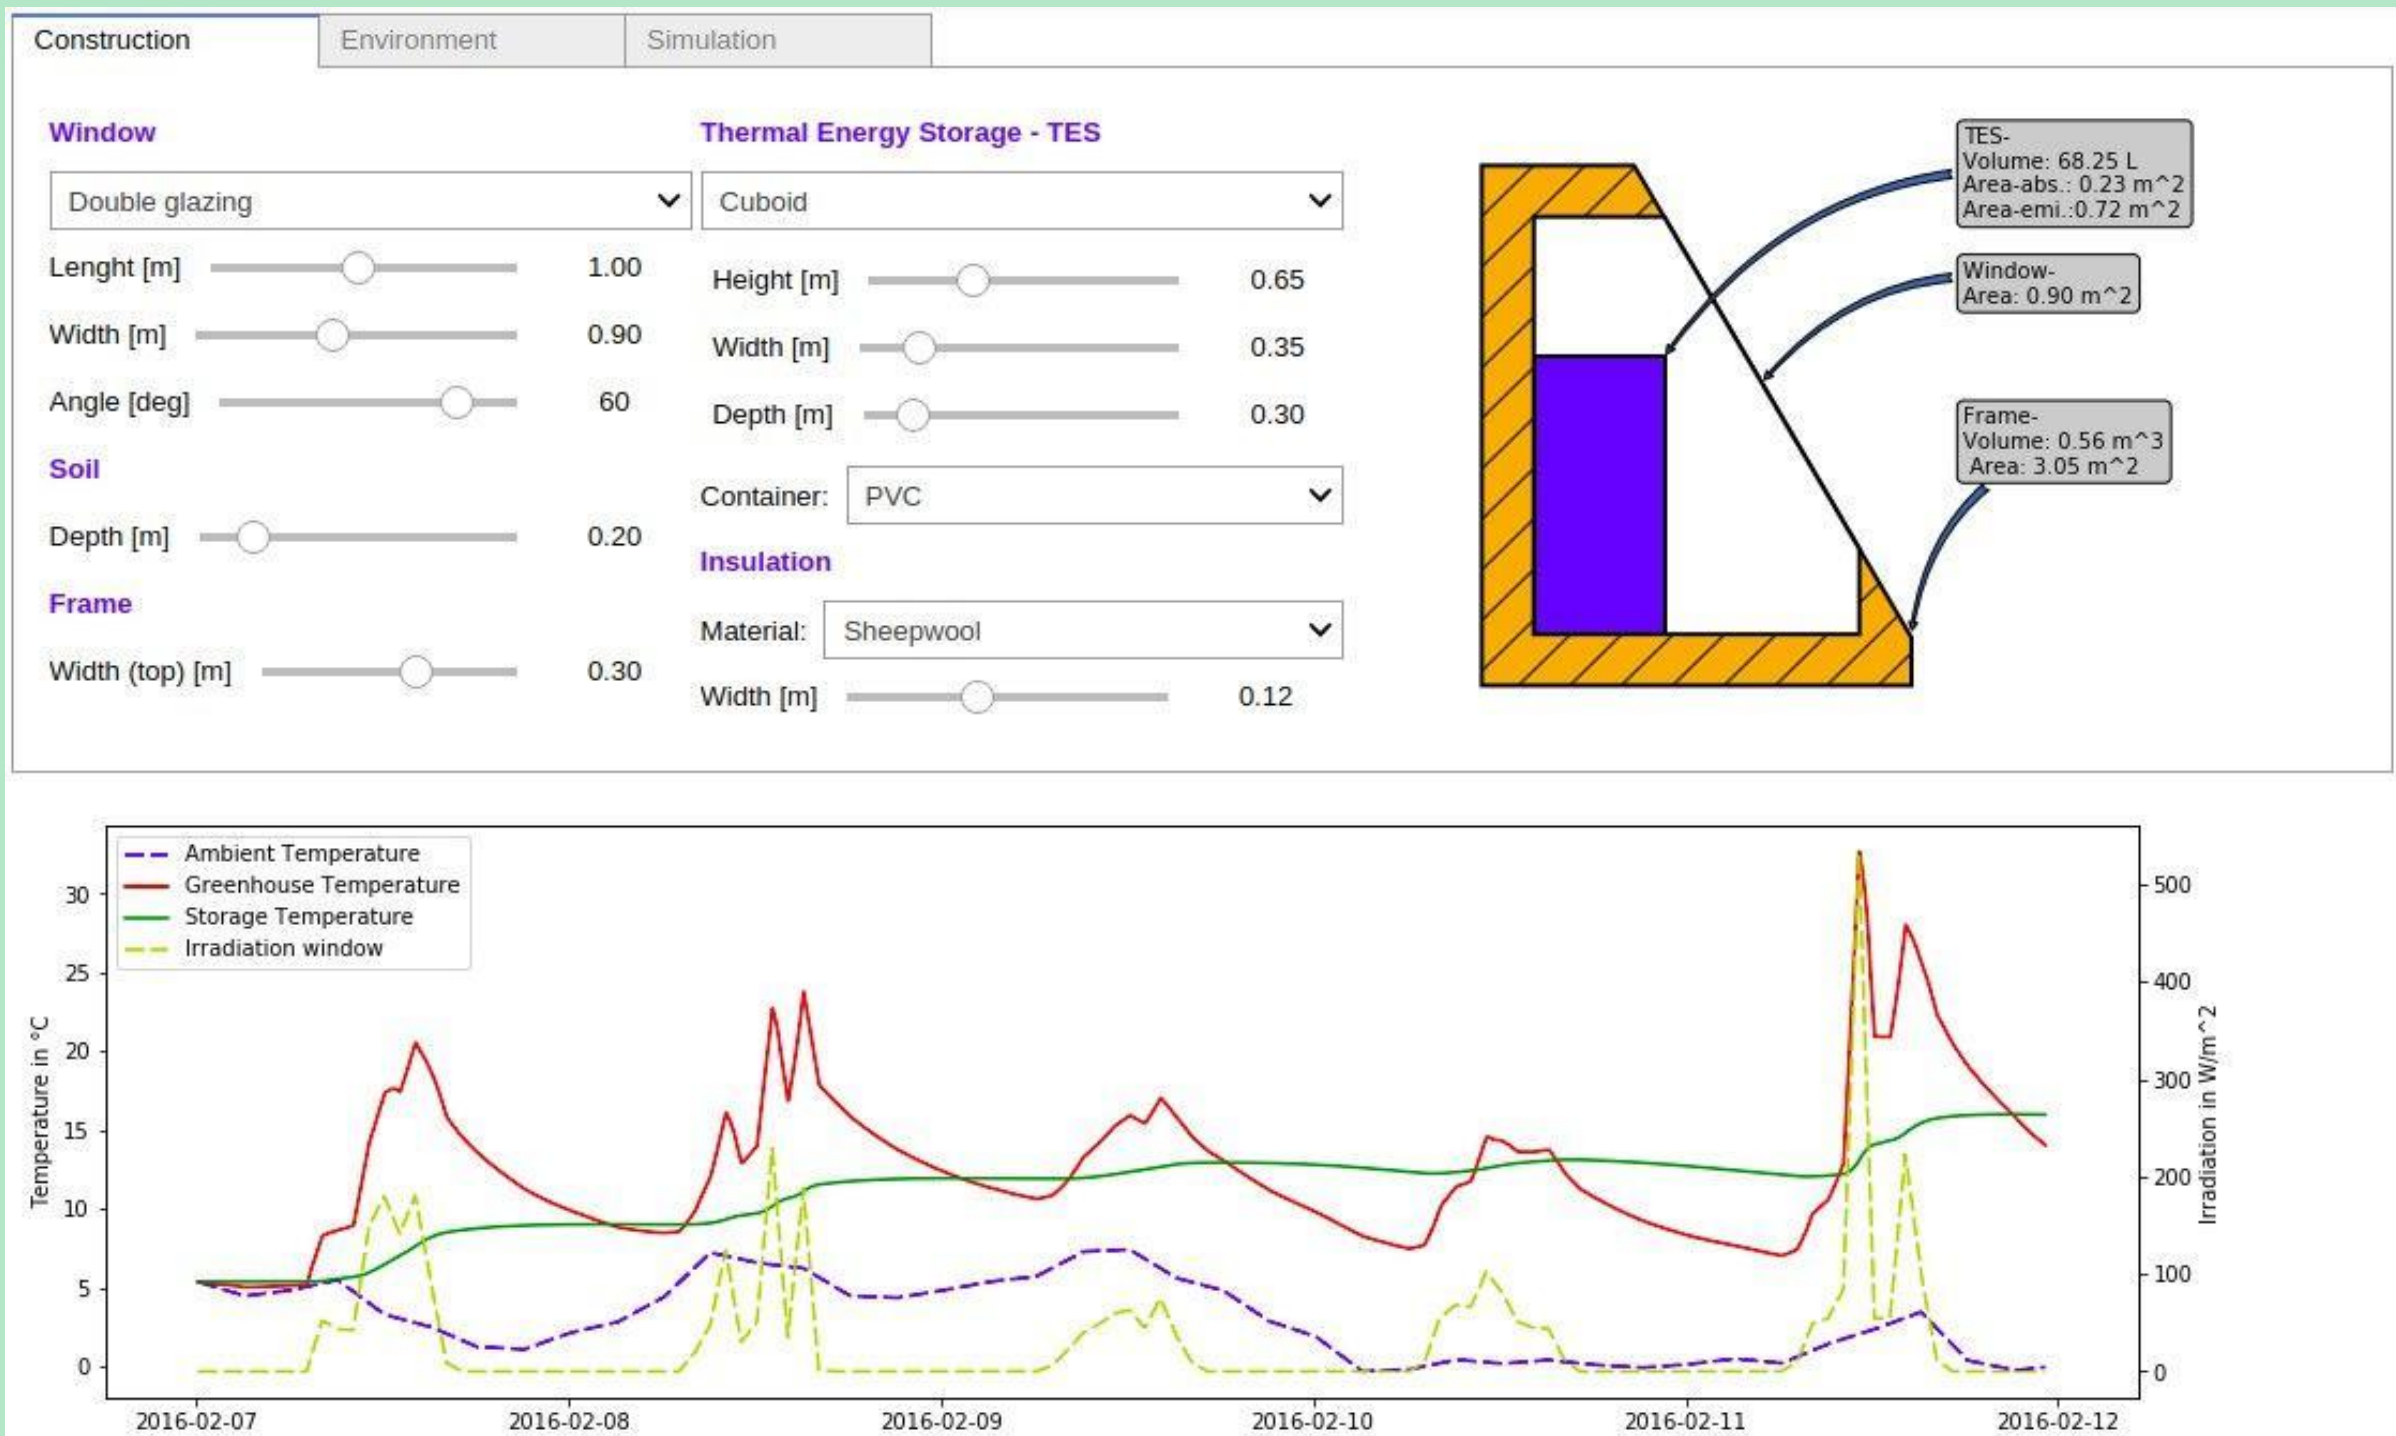 Construction
Environment
Simulation
Window
Double glazing
Lenght [m] 1.00
Width [m] 0.90
Angle [deg] 60
Soil
Depth [m] 0.20
Frame
Width (top) [m] 0.30
Thermal Energy Storage - TES
Cuboid
Height [m] 0.65
Width [m] 0.35
Depth [m] 0.30
Container: PVC
Insulation
Material: Sheepwool
Width [m] 0.12
TES-
Volume: 68.25 L
Area-abs.: 0.23 m^2
Area-emi.:0.72 m^2
Window-
Area: 0.90 m^2
Frame-
Volume: 0.56 m^3
Area: 3.05 m^2
Ambient Temperature
Greenhouse Temperature
Storage Temperature
Irradiation window
Temperature in °C
30
25
20
15
10
5
0
500
400
300
200
100
0
Irradiation in W/m^2
2016-02-07 2016-02-08 2016-02-09 2016-02-10 2016-02-11 2016-02-12